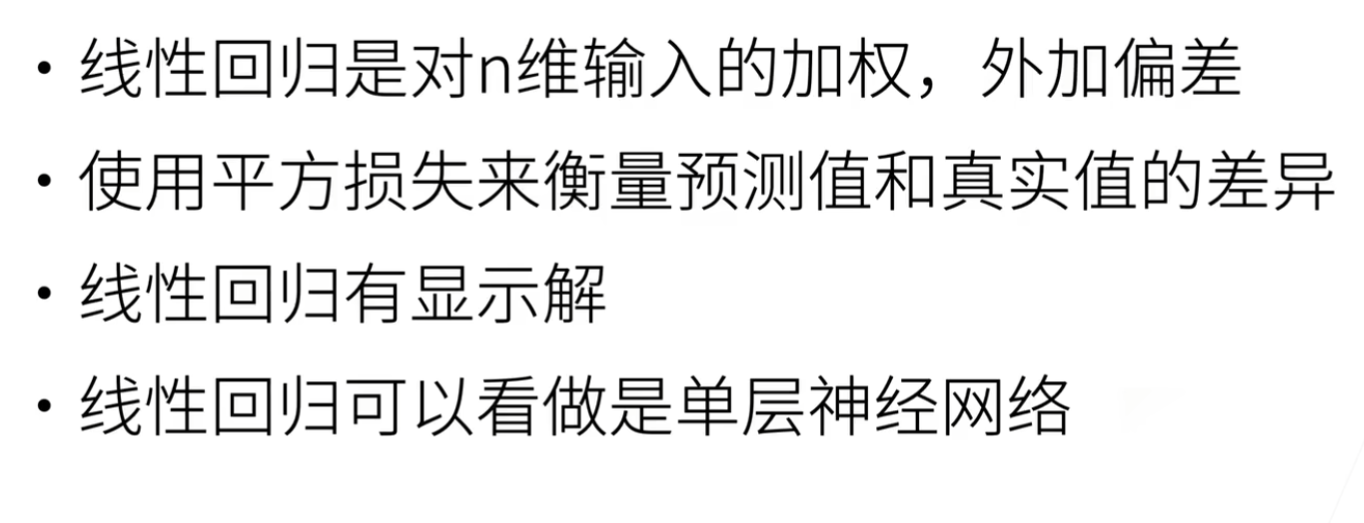 • 线性回归是对n维输入的加权，外加偏差
• 使用平方损失来衡量预测值和真实值的差异
• 线性回归有显示解
• 线性回归可以看做是单层神经网络